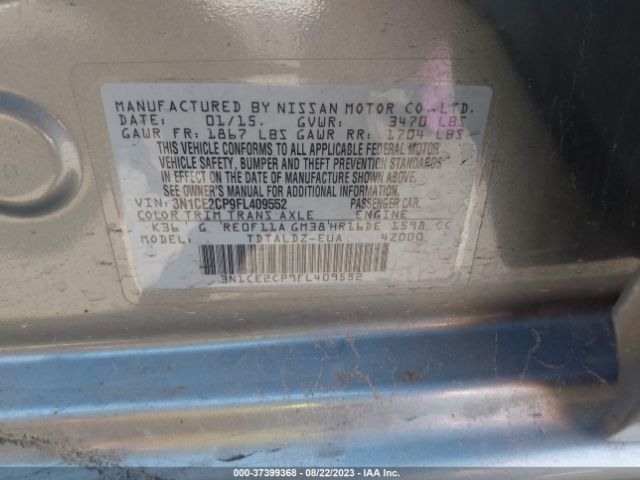 MANUFACTURED BY NISSAN MOTOR CO., LTD.
DATE: 01/15. GVWR: 3470 LBS
GAWR FR: 1867 LBS GAWR RR: 1704 LBS
THIS VEHICLE CONFORMS TO ALL APPLICABLE FEDERAL MOTOR
VEHICLE SAFETY, BUMPER AND THEFT PREVENTION STANDARDS
IN EFFECT ON THE DATE OF MANUFACTURE SHOWN ABOVE.
SEE OWNER'S MANUAL FOR ADDITIONAL INFORMATION
VIN: 3N1CE2CP9FL409552 PASSENGER CAR.
COLOR TRIM TRANS AXLE ENGINE
K36 G RE0F11A GM38 HR16DE 1598 CC
MODEL TDTALDZ-EUA 4Z000
3N1CE2CP9FL409552
000-37399368 - 08/22/2023 - IAA Inc.